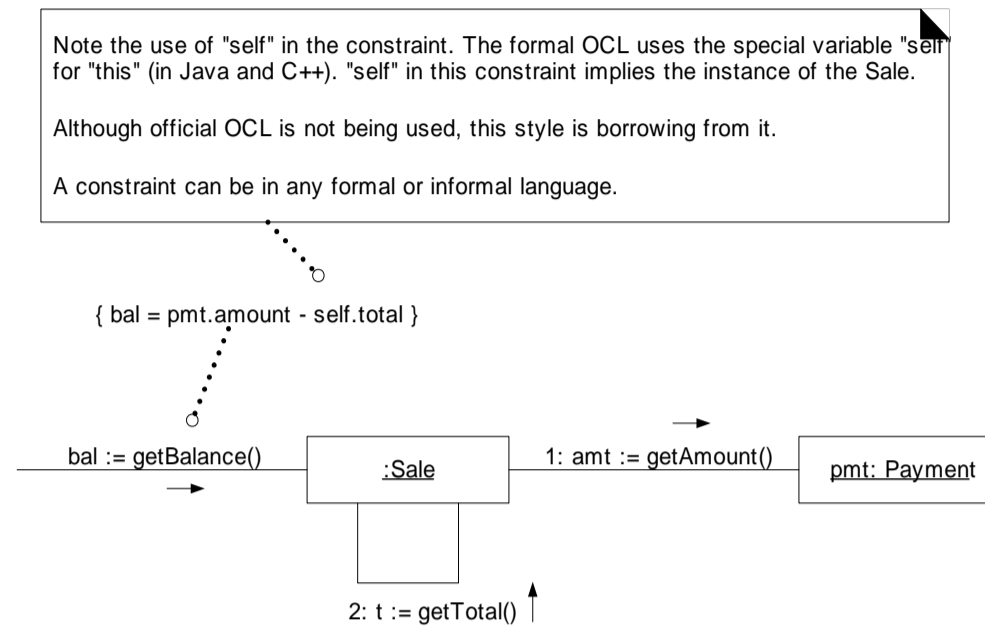 Note the use of "self" in the constraint. The formal OCL uses the special variable "self"
for "this" (in Java and C++). "self" in this constraint implies the instance of the Sale.
Although official OCL is not being used, this style is borrowing from it.
A constraint can be in any formal or informal language.
{ bal = pmt.amount - self.total }
bal := getBalance()
:Sale
1: amt := getAmount()
pmt: Payment
2: t := getTotal()